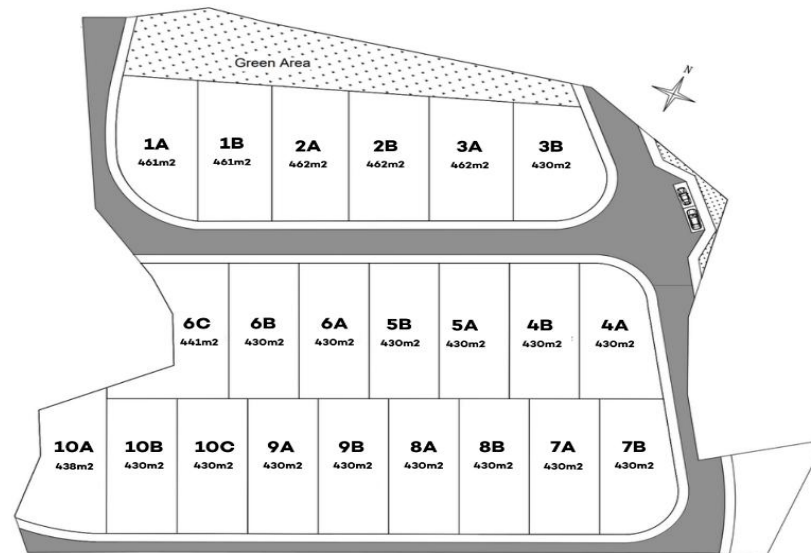 Green Area
N
1A
461m2
1B
461m2
2A
462m2
2B
462m2
3A
462m2
3B
430m2
6C
441m2
6B
430m2
6A
430m2
5B
430m2
5A
430m2
4B
430m2
4A
430m2
10A
438m2
10B
430m2
10C
430m2
9A
430m2
9B
430m2
8A
430m2
8B
430m2
7A
430m2
7B
430m2